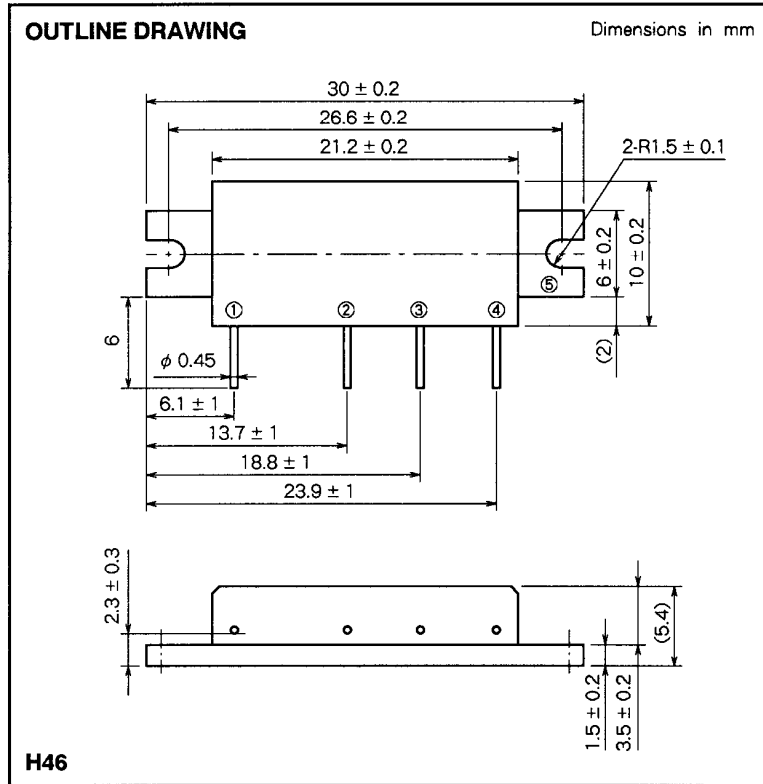 OUTLINE DRAWING
Dimensions in mm
30 ± 0.2
26.6 ± 0.2
21.2 ± 0.2
2-R1.5 ± 0.1
6 ± 0.2
10 ± 0.2
⑤
① ② ③ ④
(2)
6
φ 0.45
6.1 ± 1
13.7 ± 1
18.8 ± 1
23.9 ± 1
2.3 ± 0.3
(5.4)
1.5 ± 0.2
3.5 ± 0.2
H46